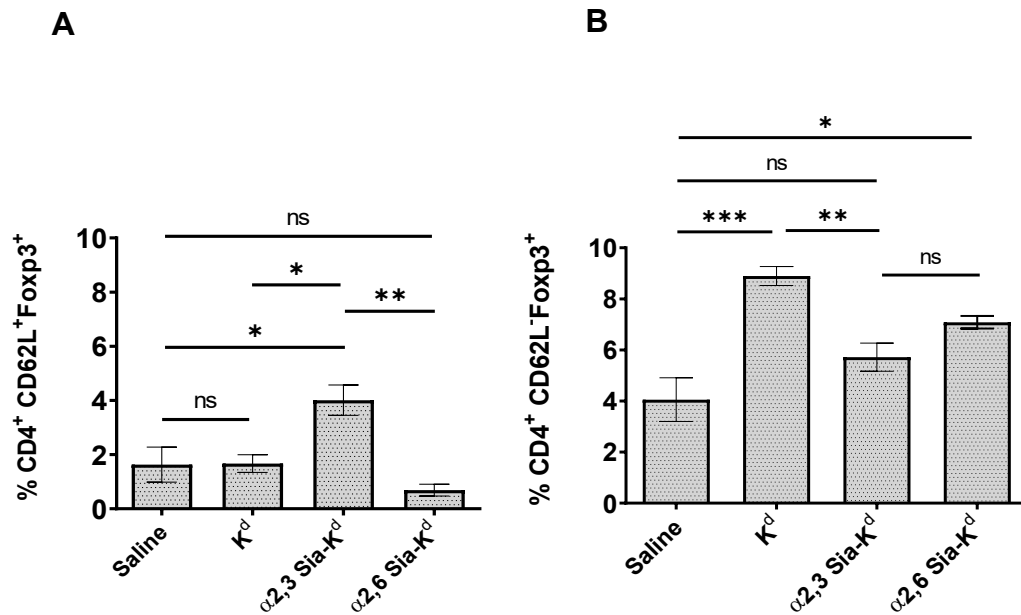 A
ns
*
**
*
ns
% CD4⁺ CD62L⁺Foxp3⁺
10
8
6
4
2
0
Saline
Kᵈ
α2,3 Sia-Kᵈ
α2,6 Sia-Kᵈ
B
*
ns
***
**
ns
% CD4⁺ CD62L⁻Foxp3⁺
10
8
6
4
2
0
Saline
Kᵈ
α2,3 Sia-Kᵈ
α2,6 Sia-Kᵈ